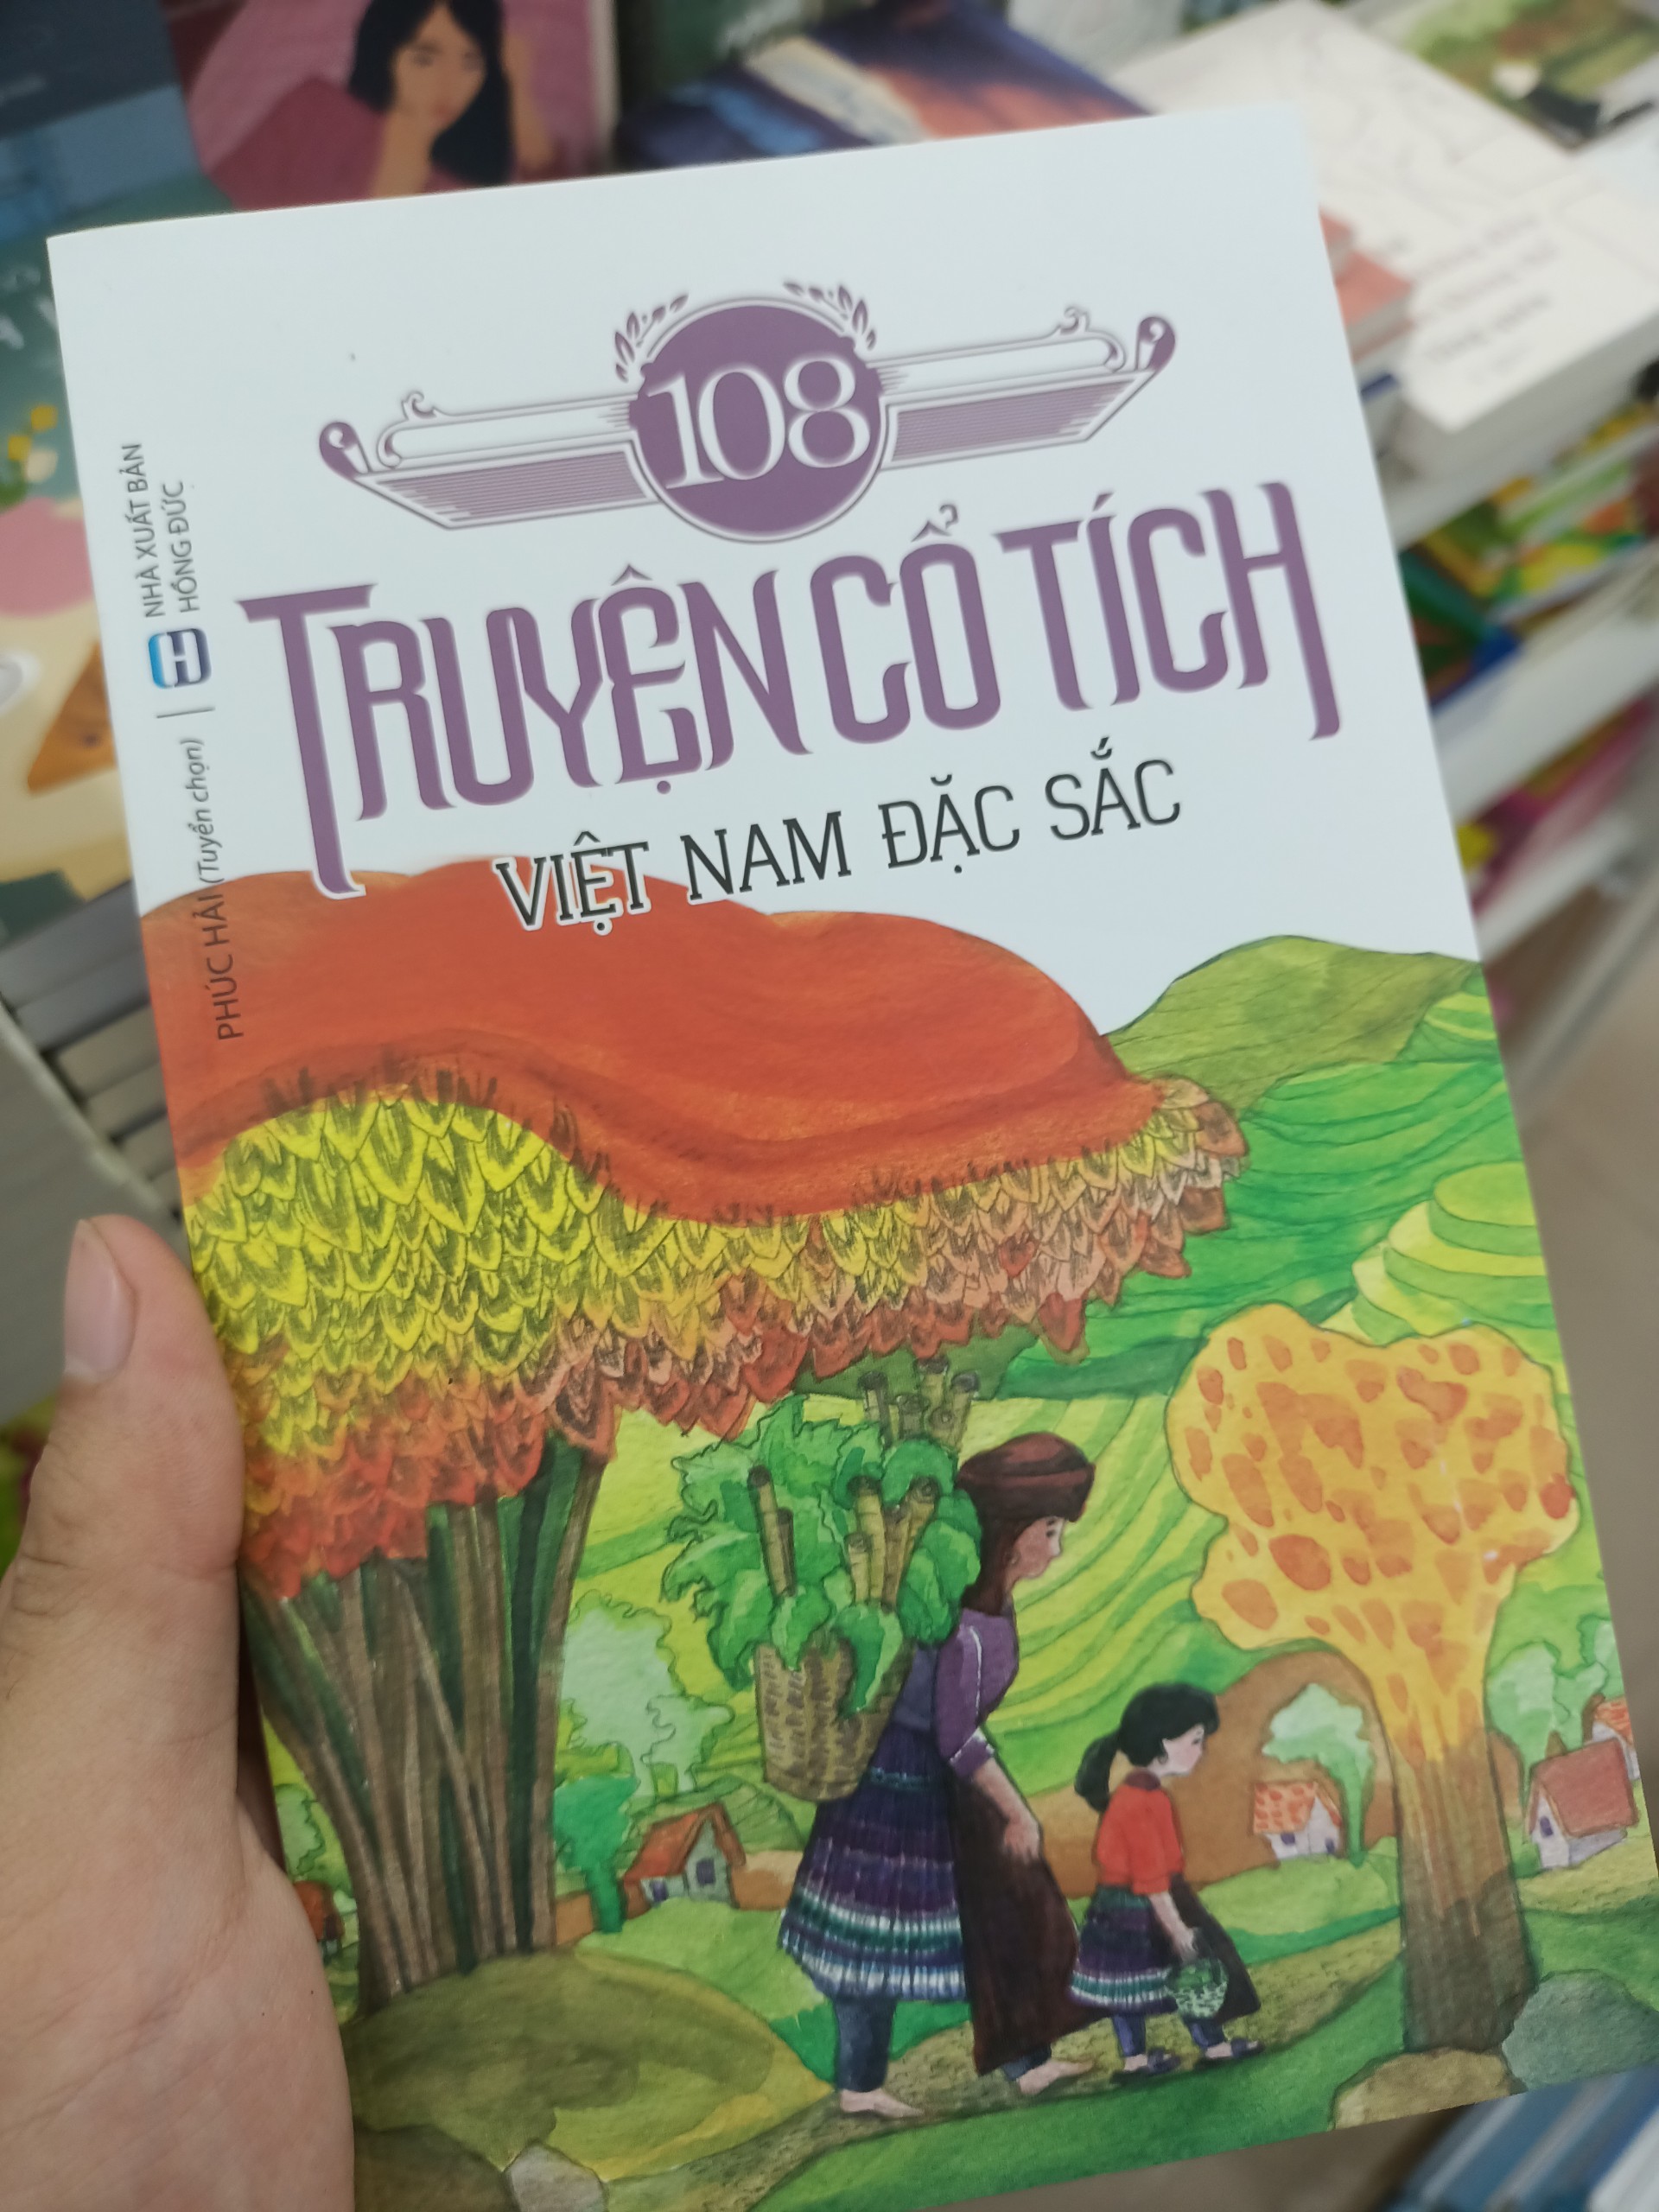 108
TRUYỆN CỔ TÍCH
VIỆT NAM ĐẶC SẮC
PHÚC HẢI (Tuyển chọn)
NHÀ XUẤT BẢN
HỒNG ĐỨC